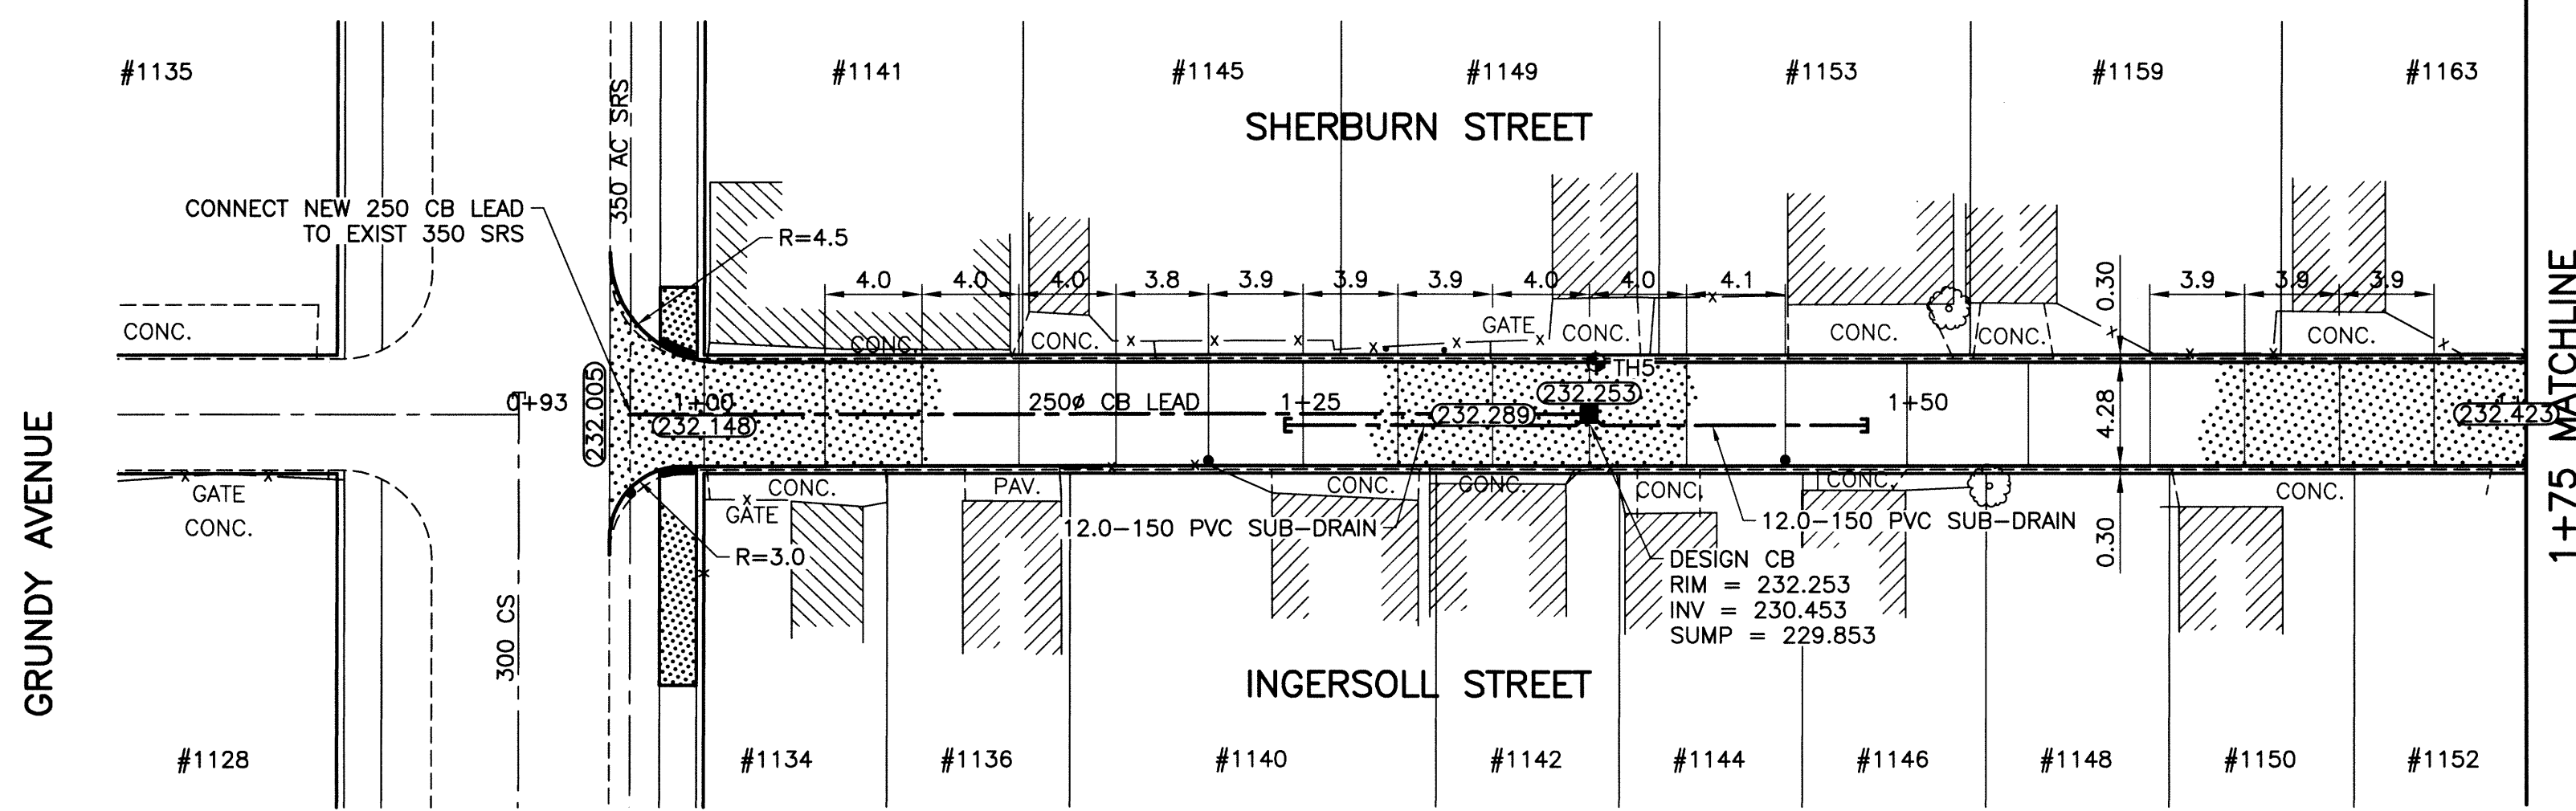 #1135
#1141
#1145
#1149
#1153
#1159
#1163
SHERBURN STREET
350 AC SRS
CONNECT NEW 250 CB LEAD
TO EXIST 350 SRS
R=4.5
4.0
4.0
4.0
3.8
3.9
3.9
3.9
4.0
4.0
4.1
0.30
3.9
3.9
3.9
CONC.
CONC.
CONC.
GATE
CONC.
CONC.
CONC.
CONC.
TH5
232.005
0+93
1+00
232.148
250ø CB LEAD
1+25
232.289
232.253
1+50
4.28
232.423
1+75 MATCHLINE
GRUNDY AVENUE
GATE
CONC.
CONC.
GATE
PAV.
CONC.
CONC.
CONC.
CONC.
CONC.
12.0-150 PVC SUB-DRAIN
12.0-150 PVC SUB-DRAIN
0.30
R=3.0
300 CS
DESIGN CB
RIM = 232.253
INV = 230.453
SUMP = 229.853
INGERSOLL STREET
#1128
#1134
#1136
#1140
#1142
#1144
#1146
#1148
#1150
#1152